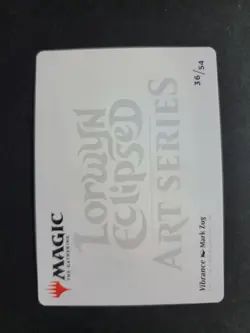 MAGIC
THE GATHERING
LORWYN
ECLIPSED
ART SERIES
Vibrance Mark Zug
36/54